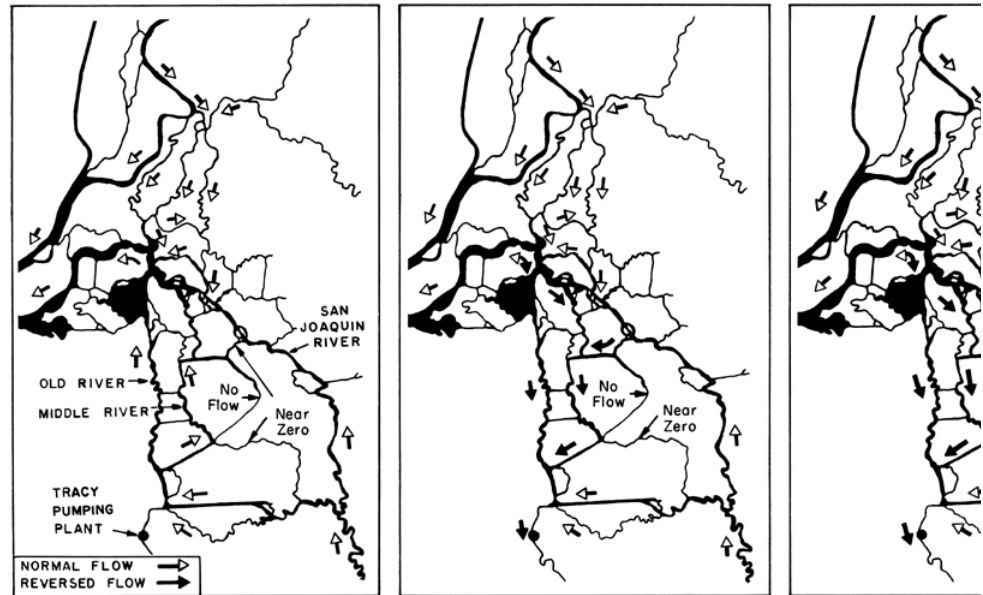 SAN
JOAQUIN
RIVER
OLD RIVER
MIDDLE RIVER
No
Flow
Near
Zero
TRACY
PUMPING
PLANT
NORMAL FLOW
REVERSED FLOW
No
Flow
Near
Zero